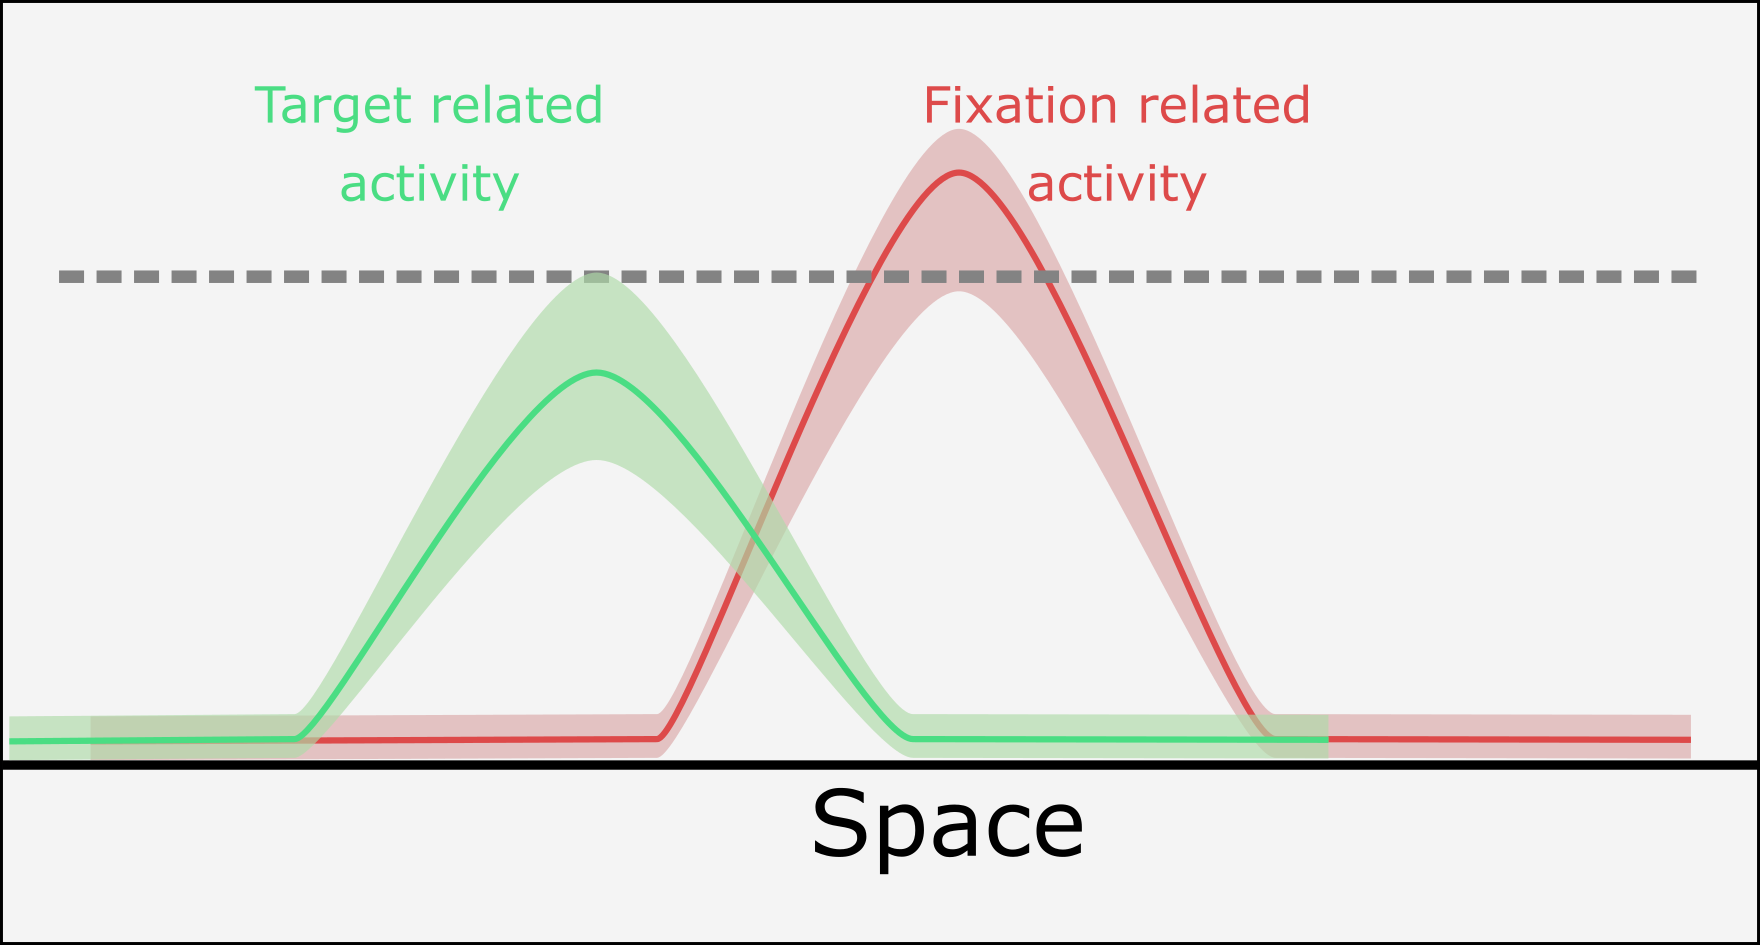 Target related
activity
Fixation related
activity
Space